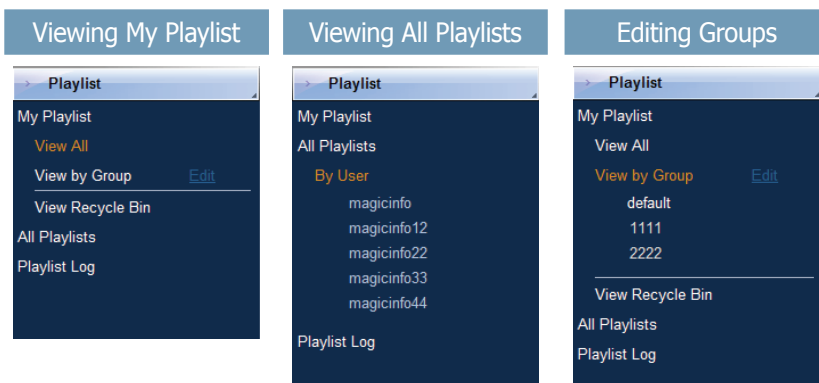 Viewing My Playlist
Playlist
My Playlist
View All
View by Group Edit
View Recycle Bin
All Playlists
Playlist Log
Viewing All Playlists
Playlist
My Playlist
All Playlists
By User
magicinfo
magicinfo12
magicinfo22
magicinfo33
magicinfo44
Playlist Log
Editing Groups
Playlist
My Playlist
View All
View by Group Edit
default
1111
2222
View Recycle Bin
All Playlists
Playlist Log